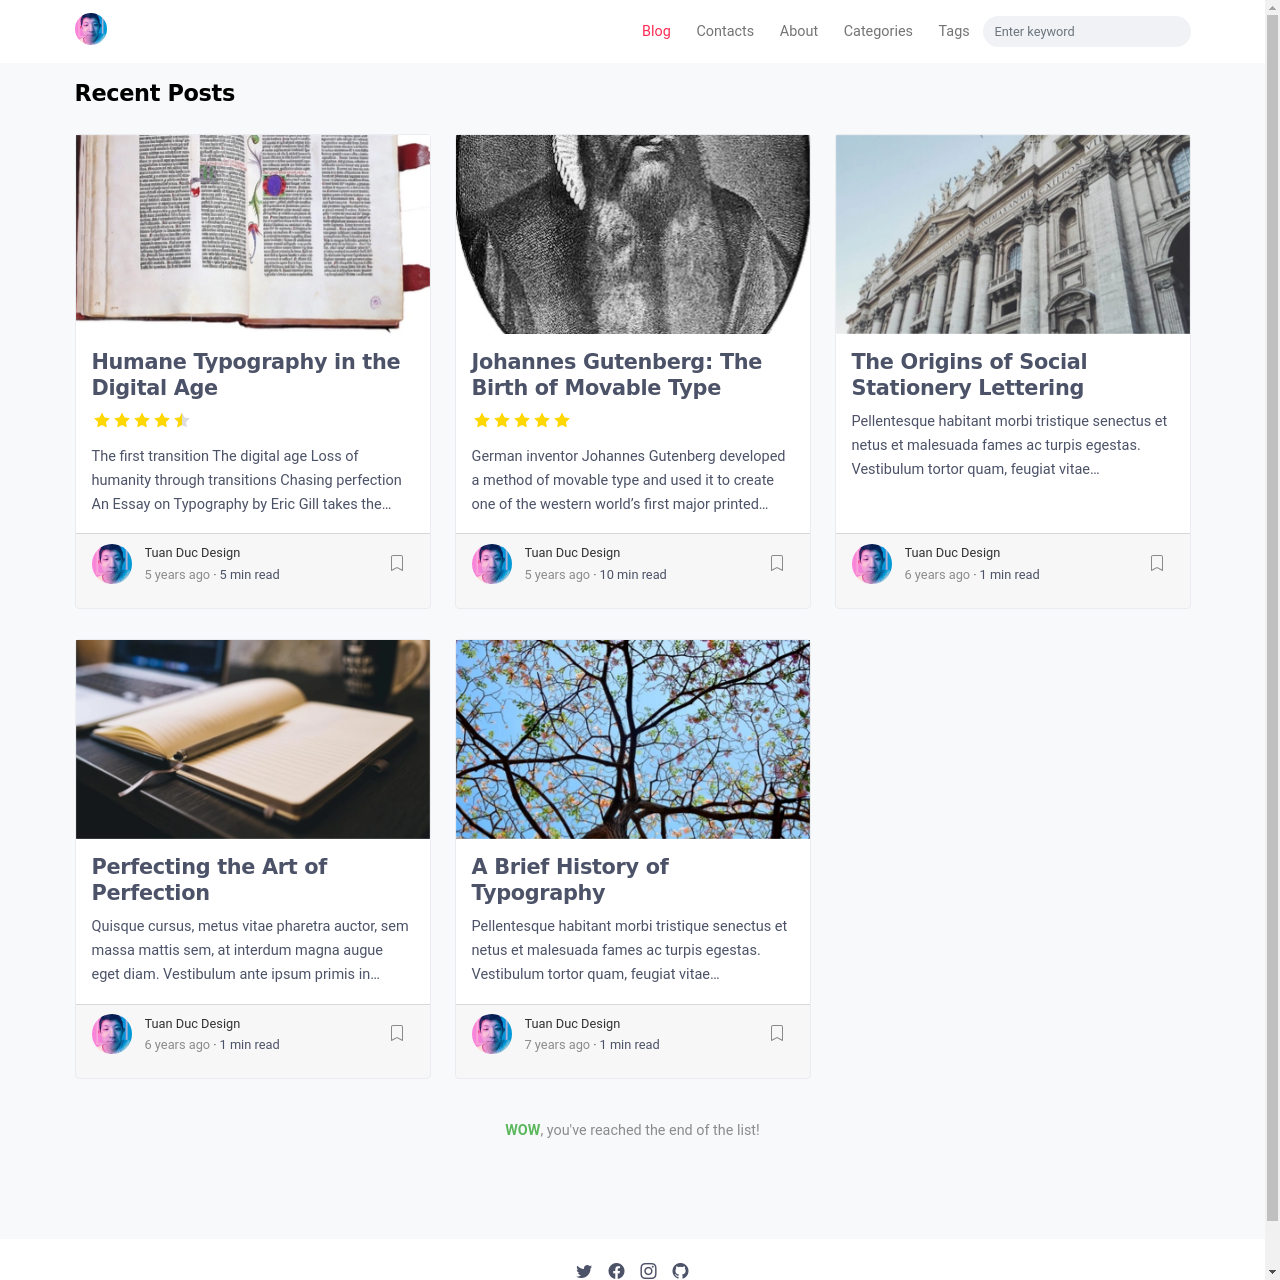 Blog Contacts About Categories Tags Enter keyword
Recent Posts
Humane Typography in the
Digital Age
The first transition The digital age Loss of
humanity through transitions Chasing perfection
An Essay on Typography by Eric Gill takes the…
Tuan Duc Design
5 years ago · 5 min read
Johannes Gutenberg: The
Birth of Movable Type
German inventor Johannes Gutenberg developed
a method of movable type and used it to create
one of the western world’s first major printed…
Tuan Duc Design
5 years ago · 10 min read
The Origins of Social
Stationery Lettering
Pellentesque habitant morbi tristique senectus et
netus et malesuada fames ac turpis egestas.
Vestibulum tortor quam, feugiat vitae…
Tuan Duc Design
6 years ago · 1 min read
Perfecting the Art of
Perfection
Quisque cursus, metus vitae pharetra auctor, sem
massa mattis sem, at interdum magna augue
eget diam. Vestibulum ante ipsum primis in…
Tuan Duc Design
6 years ago · 1 min read
A Brief History of
Typography
Pellentesque habitant morbi tristique senectus et
netus et malesuada fames ac turpis egestas.
Vestibulum tortor quam, feugiat vitae…
Tuan Duc Design
7 years ago · 1 min read
WOW, you've reached the end of the list!